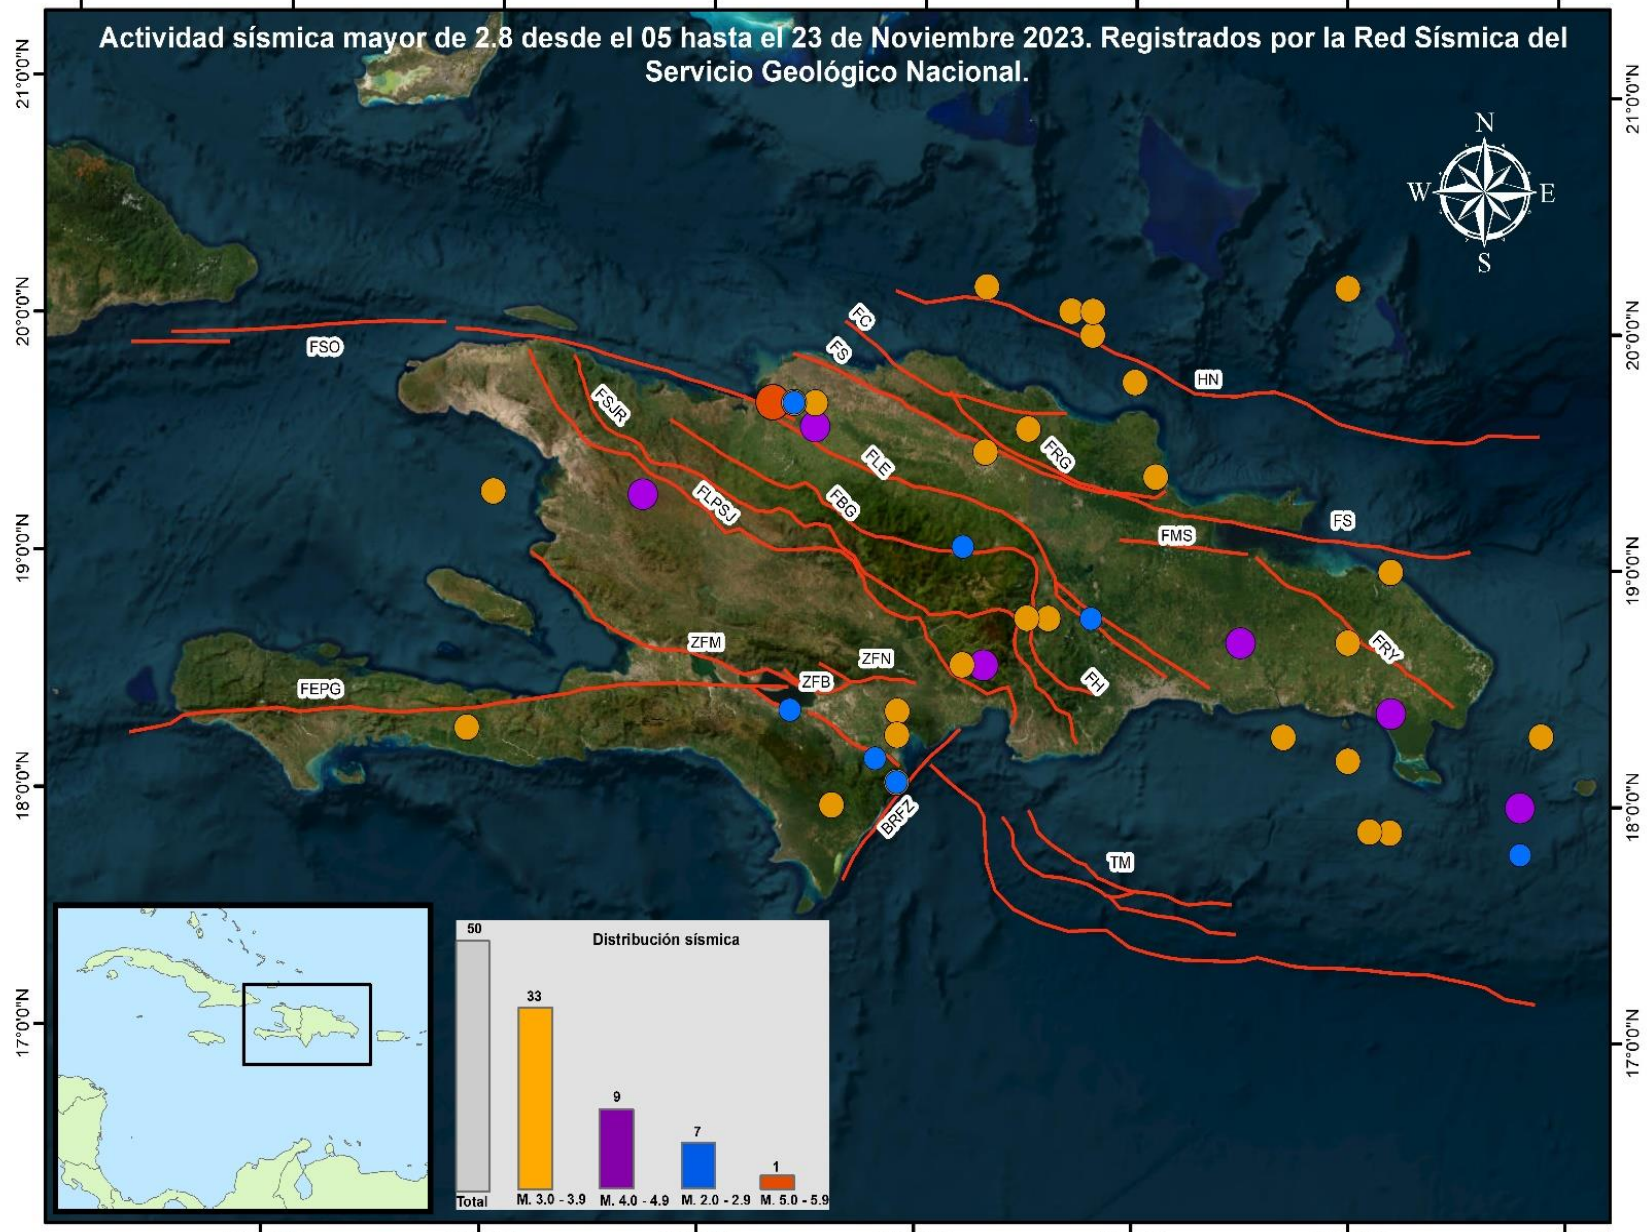 Actividad sísmica mayor de 2.8 desde el 05 hasta el 23 de Noviembre 2023. Registrados por la Red Sísmica del
Servicio Geológico Nacional.
21°0'0"N
21°0'0"N
N
W
E
S
20°0'0"N
20°0'0"N
FC
FS
FSO
HN
FSJR
FRG
FLE
FBG
FLPSJ
FS
FMS
19°0'0"N
19°0'0"N
ZFM
ZFN
FRY
ZFB
FH
FEPG
18°0'0"N
18°0'0"N
BRFZ
TM
17°0'0"N
17°0'0"N
Distribución sísmica
50
33
9
7
1
Total
M. 3.0 - 3.9
M. 4.0 - 4.9
M. 2.0 - 2.9
M. 5.0 - 5.9